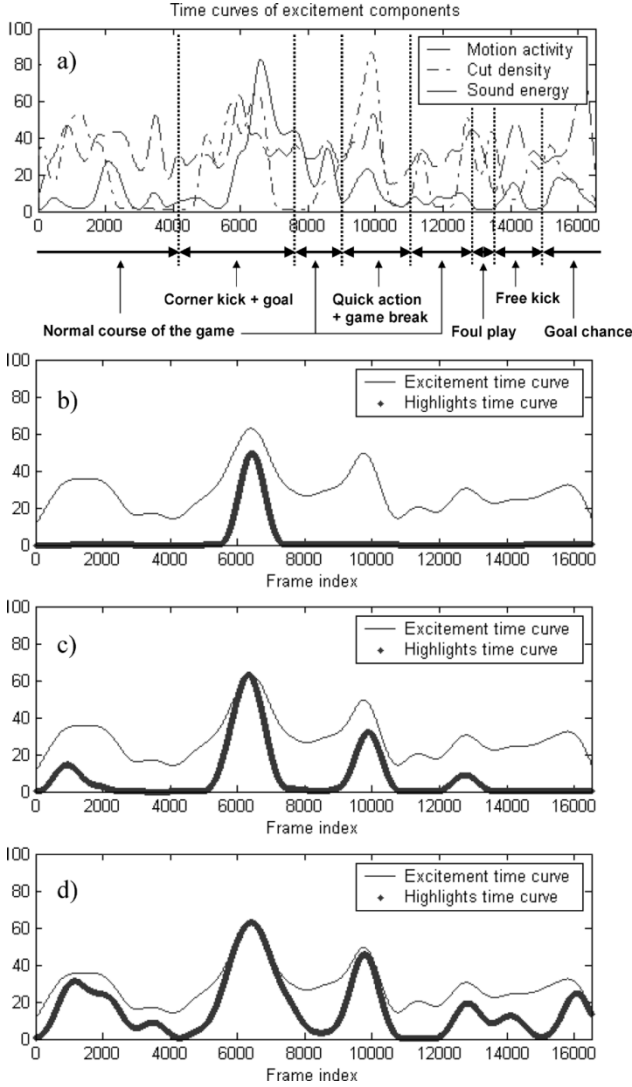 Time curves of excitement components
100
80
60
40
20
0
a)
Motion activity
Cut density
Sound energy
0 2000 4000 6000 8000 10000 12000 14000 16000
Corner kick + goal
Quick action
+ game break
Free kick
Normal course of the game
Foul play
Goal chance
100
80
60
40
20
0
b)
Excitement time curve
Highlights time curve
0 2000 4000 6000 8000 10000 12000 14000 16000
Frame index
100
80
60
40
20
0
c)
Excitement time curve
Highlights time curve
0 2000 4000 6000 8000 10000 12000 14000 16000
Frame index
100
80
60
40
20
0
d)
Excitement time curve
Highlights time curve
0 2000 4000 6000 8000 10000 12000 14000 16000
Frame index